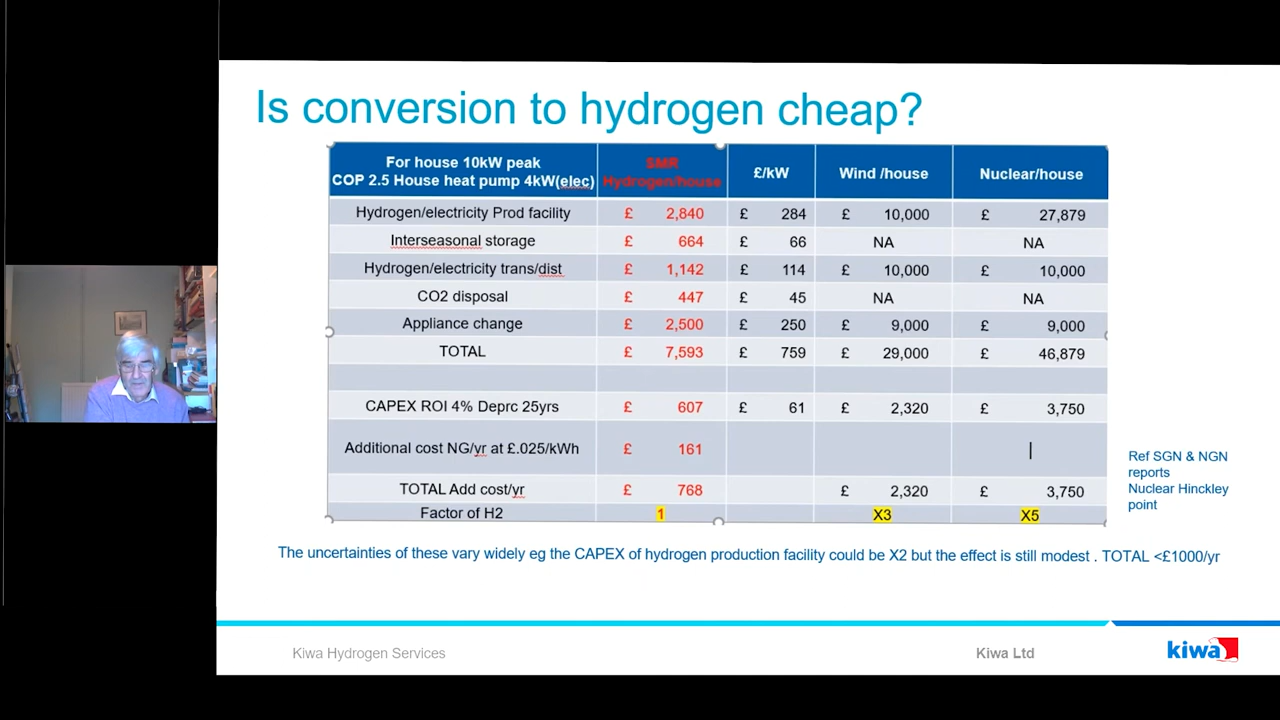 Is conversion to hydrogen cheap?
For house 10kW peak
COP 2.5 House heat pump 4kW(elec)
SMR
Hydrogen/house
£/kW
Wind /house
Nuclear/house
Hydrogen/electricity Prod facility £ 2,840 £ 284 £ 10,000 £ 27,879
Interseasonal storage £ 664 £ 66 NA NA
Hydrogen/electricity trans/dist £ 1,142 £ 114 £ 10,000 £ 10,000
CO2 disposal £ 447 £ 45 NA NA
Appliance change £ 2,500 £ 250 £ 9,000 £ 9,000
TOTAL £ 7,593 £ 759 £ 29,000 £ 46,879
CAPEX ROI 4% Deprc 25yrs £ 607 £ 61 £ 2,320 £ 3,750
Additional cost NG/yr at £.025/kWh £ 161
TOTAL Add cost/yr £ 768 £ 2,320 £ 3,750
Factor of H2 1 X3 X5
Ref SGN & NGN
reports
Nuclear Hinckley
point
The uncertainties of these vary widely eg the CAPEX of hydrogen production facility could be X2 but the effect is still modest . TOTAL <£1000/yr
Kiwa Hydrogen Services
Kiwa Ltd
kiwa